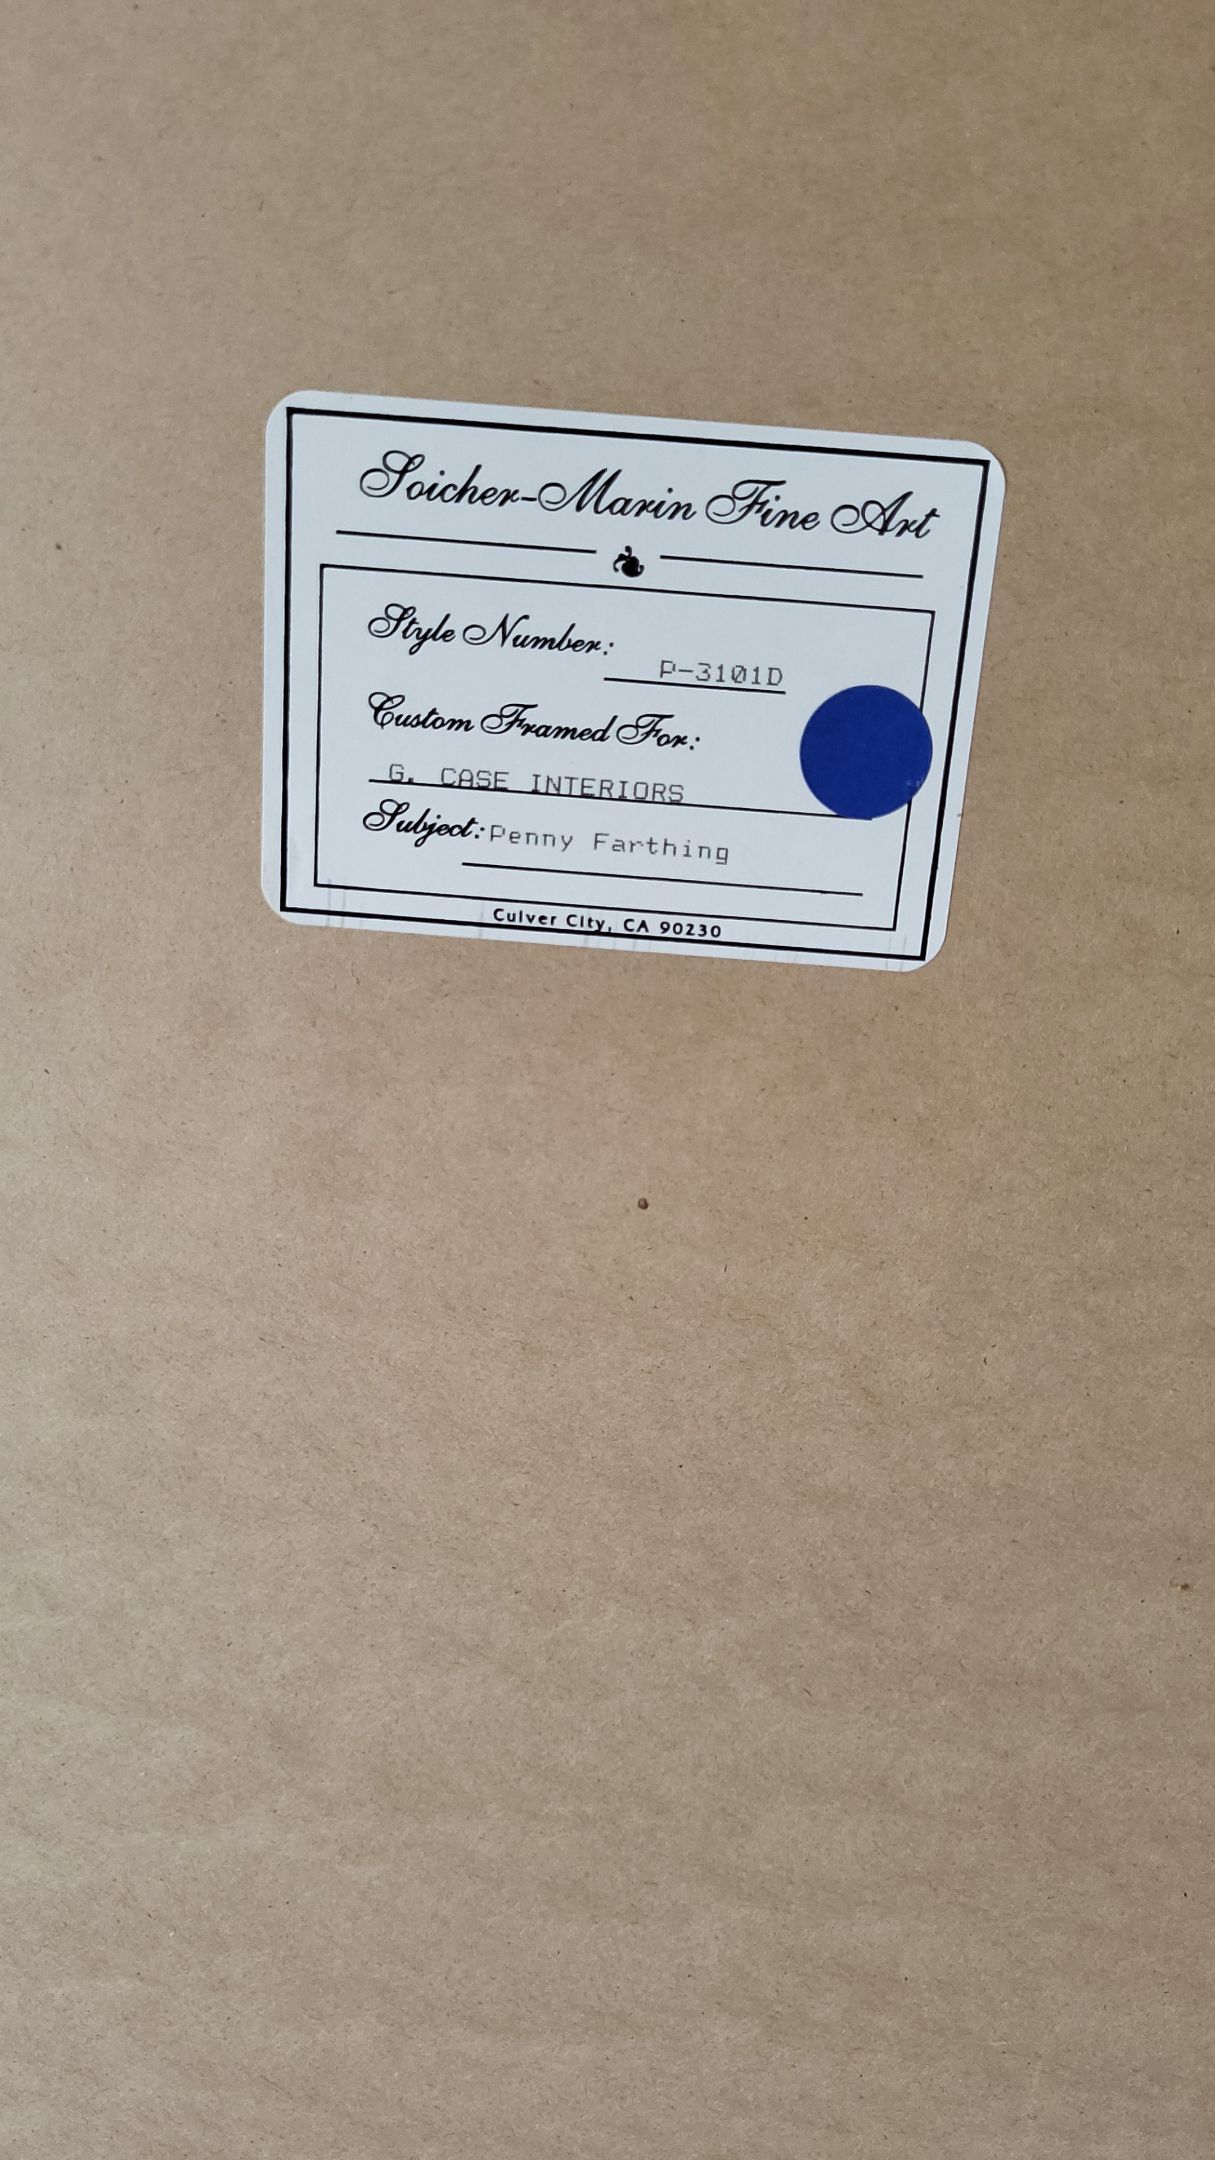 Soicher-Marin Fine Art
Style Number: P-3101D
Custom Framed For:
G. CASE INTERIORS
Subject: Penny Farthing
Culver City, CA 90230